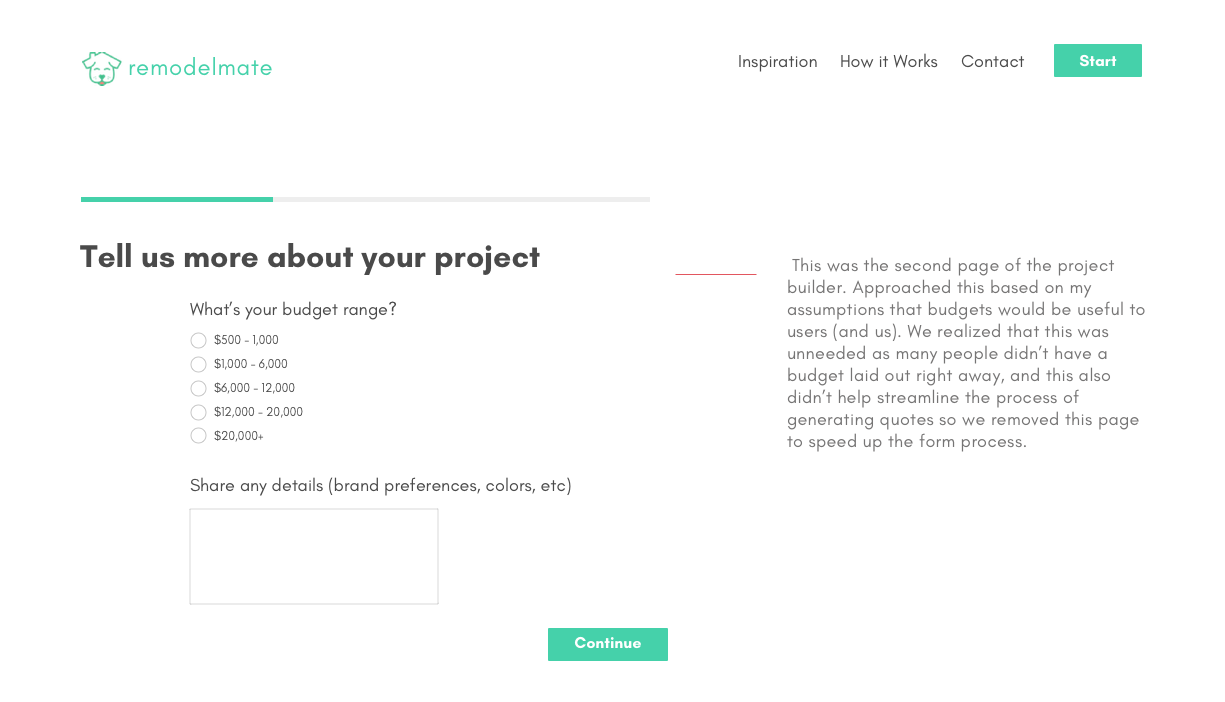 remodelmate
Inspiration
How it Works
Contact
Start
Tell us more about your project
What's your budget range?
$500 - 1,000
$1,000 - 6,000
$6,000 - 12,000
$12,000 - 20,000
$20,000+
Share any details (brand preferences, colors, etc)
Continue
This was the second page of the project
builder. Approached this based on my
assumptions that budgets would be useful to
users (and us). We realized that this was
unneeded as many people didn't have a
budget laid out right away, and this also
didn't help streamline the process of
generating quotes so we removed this page
to speed up the form process.